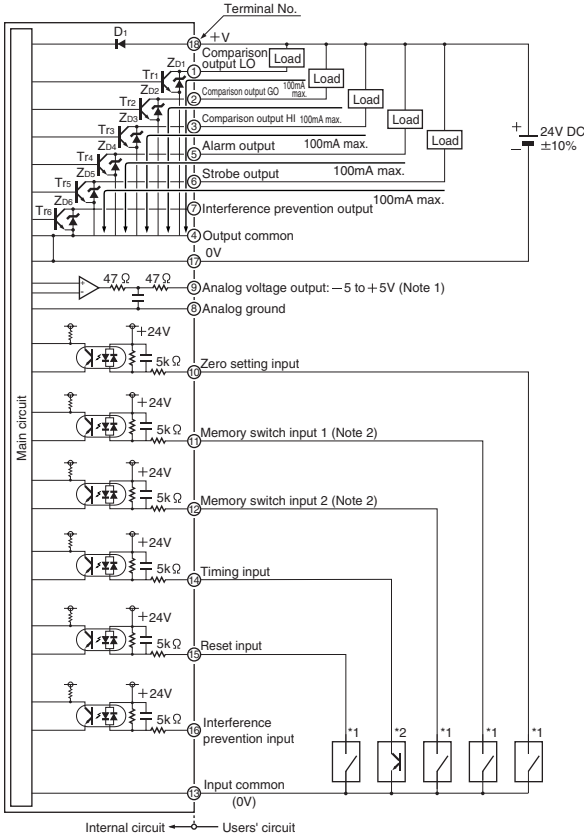 Terminal No.
D1
18 +V
Comparison
output LO
Load
ZD1
1
Tr1
ZD2
2 Comparison output GO 100mA
max.
Load
Tr2
ZD3
3 Comparison output HI 100mA max.
Load
Tr3
100mA max.
ZD4
5 Alarm output
Load
Load
+
−
24V DC
±10%
Tr4
100mA max.
ZD5
6 Strobe output
Tr5
100mA max.
ZD6
7 Interference prevention output
Tr6
4 Output common
0V
17
47 Ω 47 Ω
+
-
9 Analog voltage output: −5 to +5V (Note 1)
8 Analog ground
Main circuit
+24V
5k Ω
10 Zero setting input
+24V
5k Ω
11 Memory switch input 1 (Note 2)
+24V
5k Ω
12 Memory switch input 2 (Note 2)
+24V
5k Ω
14 Timing input
+24V
5k Ω
15 Reset input
+24V
5k Ω
16 Interference
prevention input
*1 *2 *1 *1 *1
13 Input common
(0V)
Internal circuit Users' circuit